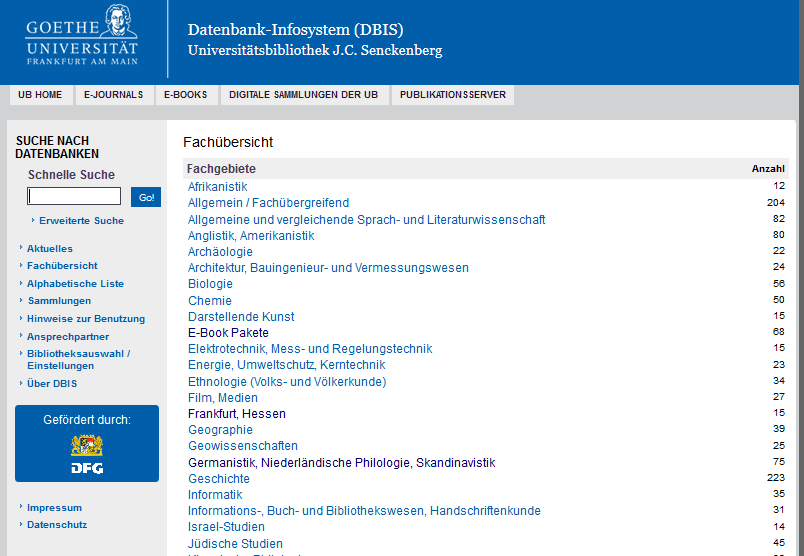 GOETHE
UNIVERSITÄT
FRANKFURT AM MAIN
Datenbank-Infosystem (DBIS)
Universitätsbibliothek J.C. Senckenberg
UB HOME E-JOURNALS E-BOOKS DIGITALE SAMMLUNGEN DER UB PUBLIKATIONSSERVER
SUCHE NACH
DATENBANKEN
Schnelle Suche
Go!
Erweiterte Suche
Aktuelles
Fachübersicht
Alphabetische Liste
Sammlungen
Hinweise zur Benutzung
Ansprechpartner
Bibliotheksauswahl /
Einstellungen
Über DBIS
Gefördert durch:
DFG
Impressum
Datenschutz
Fachübersicht
Fachgebiete Anzahl
Afrikanistik 12
Allgemein / Fachübergreifend 204
Allgemeine und vergleichende Sprach- und Literaturwissenschaft 82
Anglistik, Amerikanistik 80
Archäologie 22
Architektur, Bauingenieur- und Vermessungswesen 24
Biologie 56
Chemie 50
Darstellende Kunst 15
E-Book Pakete 68
Elektrotechnik, Mess- und Regelungstechnik 15
Energie, Umweltschutz, Kerntechnik 23
Ethnologie (Volks- und Völkerkunde) 34
Film, Medien 27
Frankfurt, Hessen 15
Geographie 39
Geowissenschaften 25
Germanistik, Niederländische Philologie, Skandinavistik 75
Geschichte 223
Informatik 35
Informations-, Buch- und Bibliothekswesen, Handschriftenkunde 31
Israel-Studien 14
Jüdische Studien 45